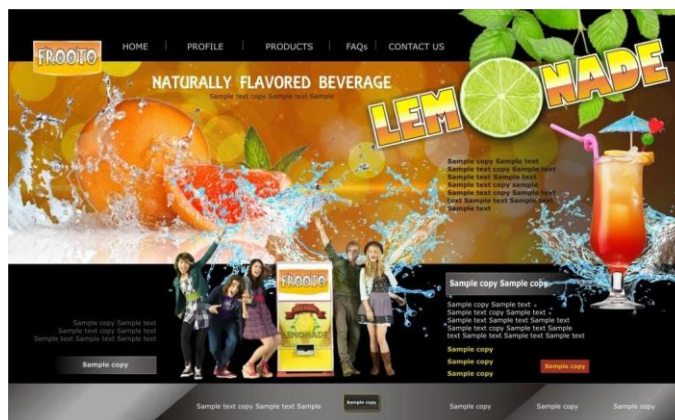 FROOTO
HOME
PROFILE
PRODUCTS
FAQs
CONTACT US
LEMONADE
NATURALLY FLAVORED BEVERAGE
Sample text copy Sample text Sample
Sample copy Sample text
Sample text copy Sample text
Sample text Sample text
Sample text copy sample
Sample text copy Sample text
text Sample text Sample text
Sample text
FROOTO
LEMONADE
Sample copy Sample text
Sample text copy Sample text
Sample text Sample text Sample text
Sample copy
Sample copy Sample copy
Sample copy Sample text
Sample text copy Sample text
Sample text Sample text Sample text
Sample text copy Sample text Sample
text Sample text Sample text Sample text
Sample copy
Sample copy
Sample copy
Sample copy
Sample text copy Sample text Sample
Sample copy
Sample copy
Sample copy
Sample copy